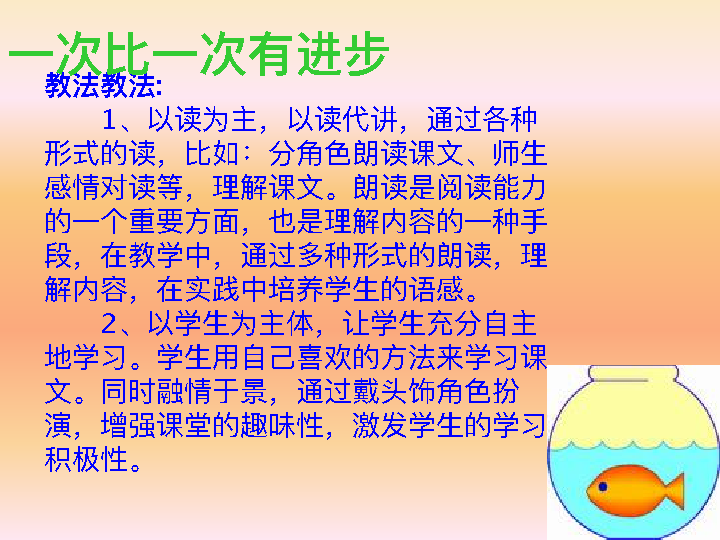 一次比一次有进步
教法教法:
1、以读为主，以读代讲，通过各种
形式的读，比如：分角色朗读课文、师生
感情对读等，理解课文。朗读是阅读能力
的一个重要方面，也是理解内容的一种手
段，在教学中，通过多种形式的朗读，理
解内容，在实践中培养学生的语感。
2、以学生为主体，让学生充分自主
地学习。学生用自己喜欢的方法来学习课
文。同时融情于景，通过戴头饰角色扮
演，增强课堂的趣味性，激发学生的学习
积极性。